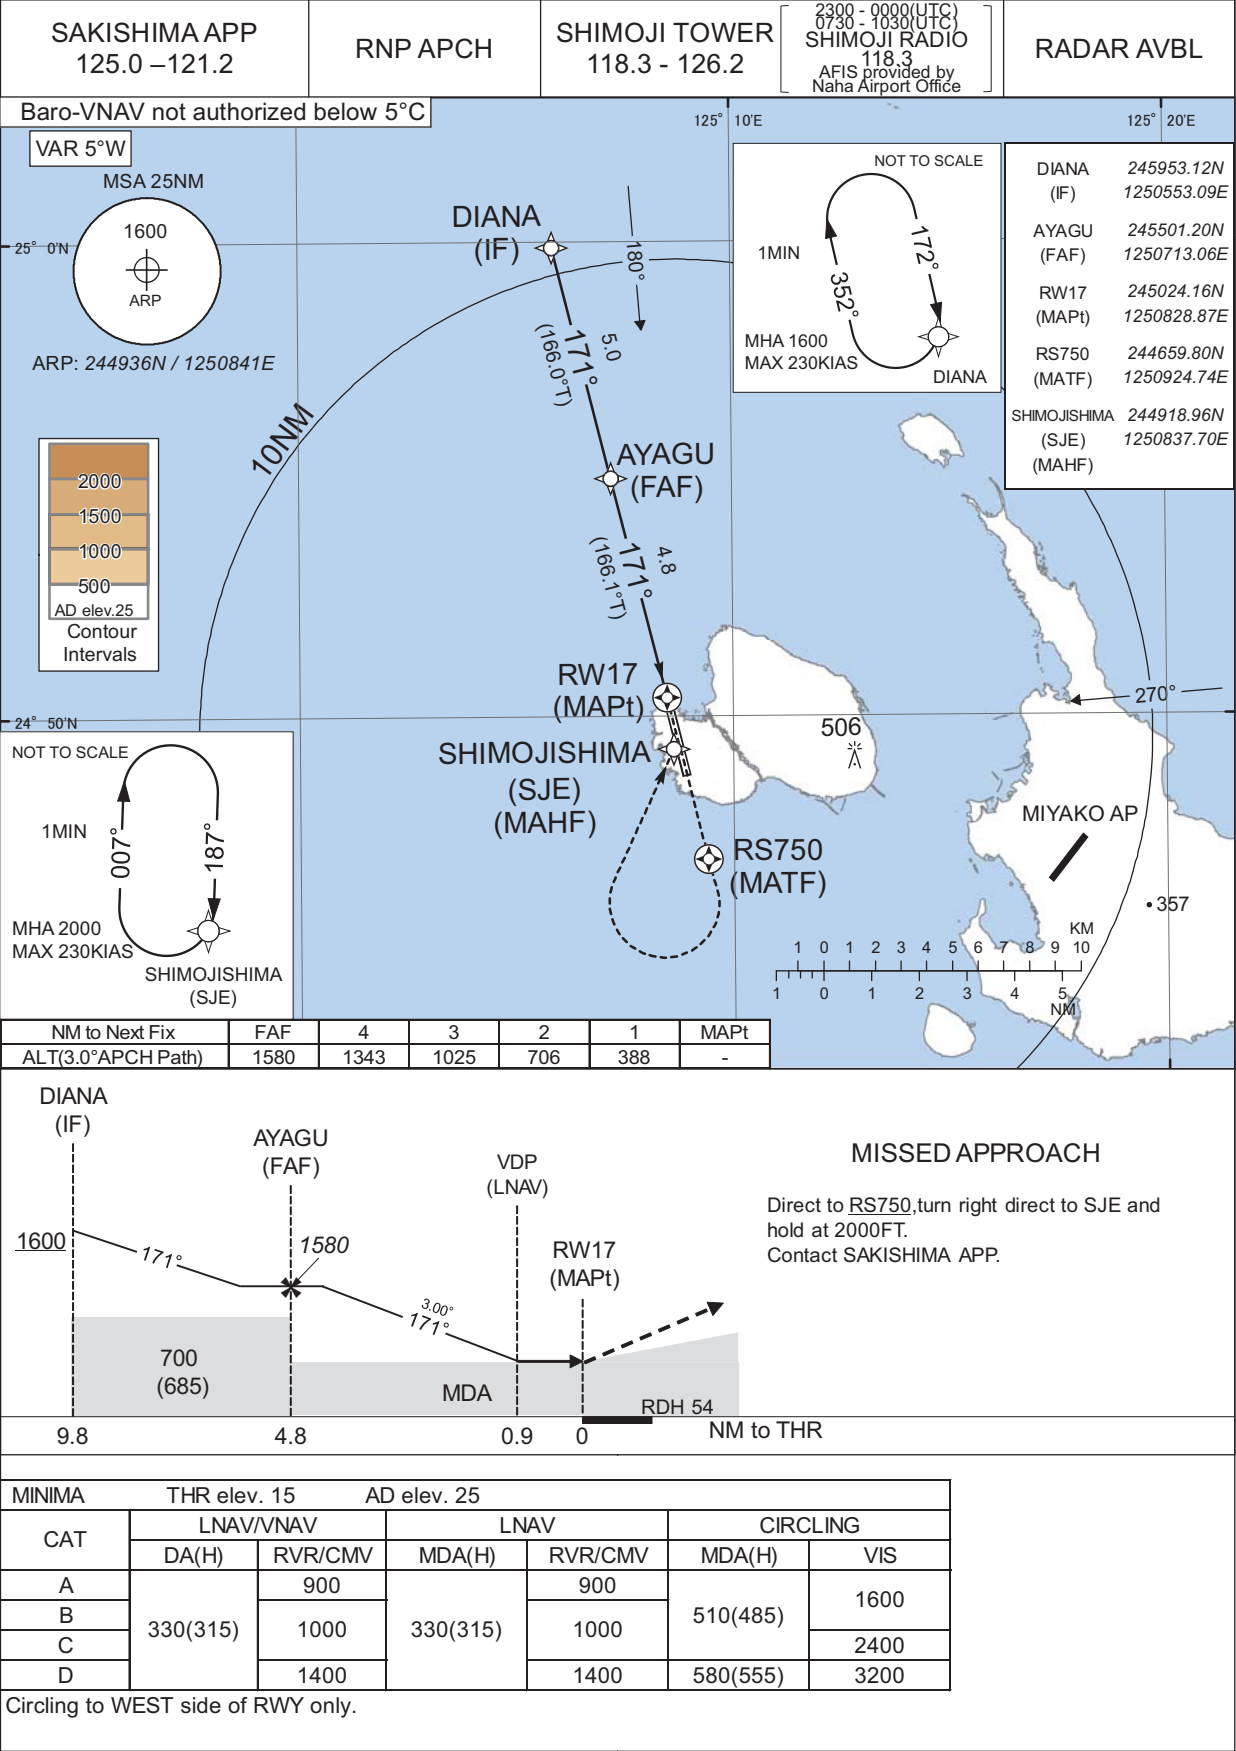 SAKISHIMA APP
125.0 –121.2
RNP APCH
SHIMOJI TOWER
118.3 - 126.2
2300 - 0000(UTC)
0730 - 1030(UTC)
SHIMOJI RADIO
118.3
AFIS provided by
Naha Airport Office
RADAR AVBL
Baro-VNAV not authorized below 5°C
VAR 5°W
MSA 25NM
1600
ARP
ARP: 244936N / 1250841E
125° 10'E
125° 20'E
25° 0'N
24° 50'N
NOT TO SCALE
1MIN
352°
172°
MHA 1600
MAX 230KIAS
DIANA
DIANA 245953.12N
(IF) 1250553.09E
AYAGU 245501.20N
(FAF) 1250713.06E
RW17 245024.16N
(MAPt) 1250828.87E
RS750 244659.80N
(MATF) 1250924.74E
SHIMOJISHIMA 244918.96N
(SJE) 1250837.70E
(MAHF)
DIANA
(IF)
180°
5.0
171°
(166.0°T)
10NM
AYAGU
(FAF)
4.8
171°
(166.1°T)
2000
1500
1000
500
AD elev.25
Contour
Intervals
RW17
(MAPt)
SHIMOJISHIMA
(SJE)
(MAHF)
RS750
(MATF)
506
270°
MIYAKO AP
357
NOT TO SCALE
1MIN
007°
187°
MHA 2000
MAX 230KIAS
SHIMOJISHIMA
(SJE)
KM
1 0 1 2 3 4 5 6 7 8 9 10
1 0 1 2 3 4 5
NM
NM to Next Fix FAF 4 3 2 1 MAPt
ALT(3.0°APCH Path) 1580 1343 1025 706 388 -
DIANA
(IF)
AYAGU
(FAF)
VDP
(LNAV)
RW17
(MAPt)
1600
171°
1580
3.00°
171°
700
(685)
MDA
RDH 54
9.8 4.8 0.9 0 NM to THR
MISSED APPROACH
Direct to RS750,turn right direct to SJE and
hold at 2000FT.
Contact SAKISHIMA APP.
MINIMA THR elev. 15 AD elev. 25
CAT LNAV/VNAV LNAV CIRCLING
DA(H) RVR/CMV MDA(H) RVR/CMV MDA(H) VIS
A 330(315) 900 330(315) 900 510(485) 1600
B 1000 1000
C 2400
D 1400 1400 580(555) 3200
Circling to WEST side of RWY only.